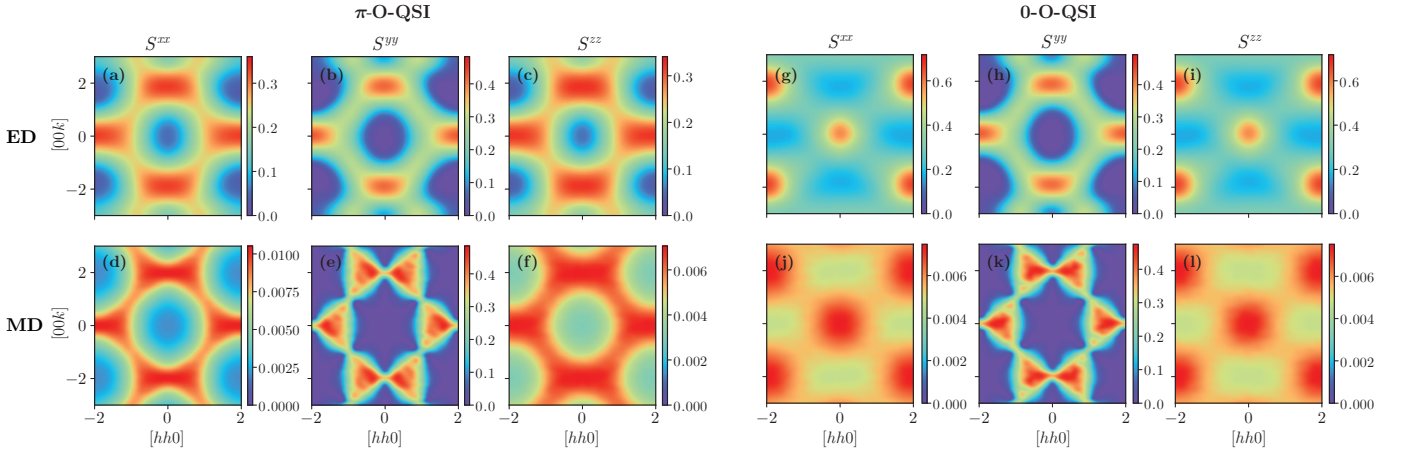 π-O-QSI
0-O-QSI
S^{xx} S^{yy} S^{zz} S^{xx} S^{yy} S^{zz}
ED
[00k]
2 0 −2
(a) 0.3 0.2 0.1 0.0
(b) 0.4 0.3 0.2 0.1 0.0
(c) 0.3 0.2 0.1 0.0
(g) 0.6 0.4 0.2 0.0
(h) 0.4 0.3 0.2 0.1 0.0
(i) 0.6 0.4 0.2 0.0
MD
[00k]
2 0 −2
(d) 0.0100 0.0075 0.0050 0.0025 0.0000
(e) 0.4 0.3 0.2 0.1 0.0
(f) 0.006 0.004 0.002 0.000
(j) 0.006 0.004 0.002 0.000
(k) 0.4 0.3 0.2 0.1 0.0
(l) 0.006 0.004 0.002 0.000
−2 0 2 −2 0 2 −2 0 2 −2 0 2 −2 0 2 −2 0 2
[hh0] [hh0] [hh0] [hh0] [hh0] [hh0]